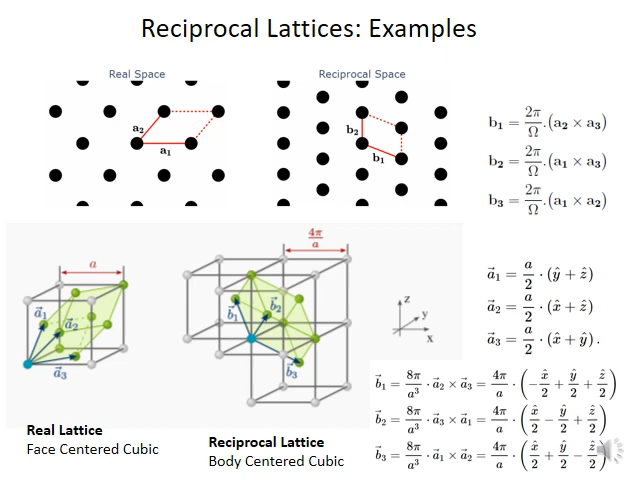 Reciprocal Lattices: Examples
Real Space
Reciprocal Space
a₂
a₁
b₂
b₁
b₁ = 2π/Ω .(a₂ × a₃)
b₂ = 2π/Ω .(a₁ × a₃)
b₃ = 2π/Ω .(a₁ × a₂)
a
a⃗₁
a⃗₂
a⃗₃
4π/a
b⃗₁
b⃗₂
b⃗₃
z
y
x
a⃗₁ = a/2 · (ŷ + ẑ)
a⃗₂ = a/2 · (x̂ + ẑ)
a⃗₃ = a/2 · (x̂ + ŷ) .
b⃗₁ = 8π/a³ · a⃗₂ × a⃗₃ = 4π/a · (−x̂/2 + ŷ/2 + ẑ/2)
b⃗₂ = 8π/a³ · a⃗₃ × a⃗₁ = 4π/a · (x̂/2 − ŷ/2 + ẑ/2)
b⃗₃ = 8π/a³ · a⃗₁ × a⃗₂ = 4π/a · (x̂/2 + ŷ/2 − ẑ/2)
Real Lattice
Face Centered Cubic
Reciprocal Lattice
Body Centered Cubic